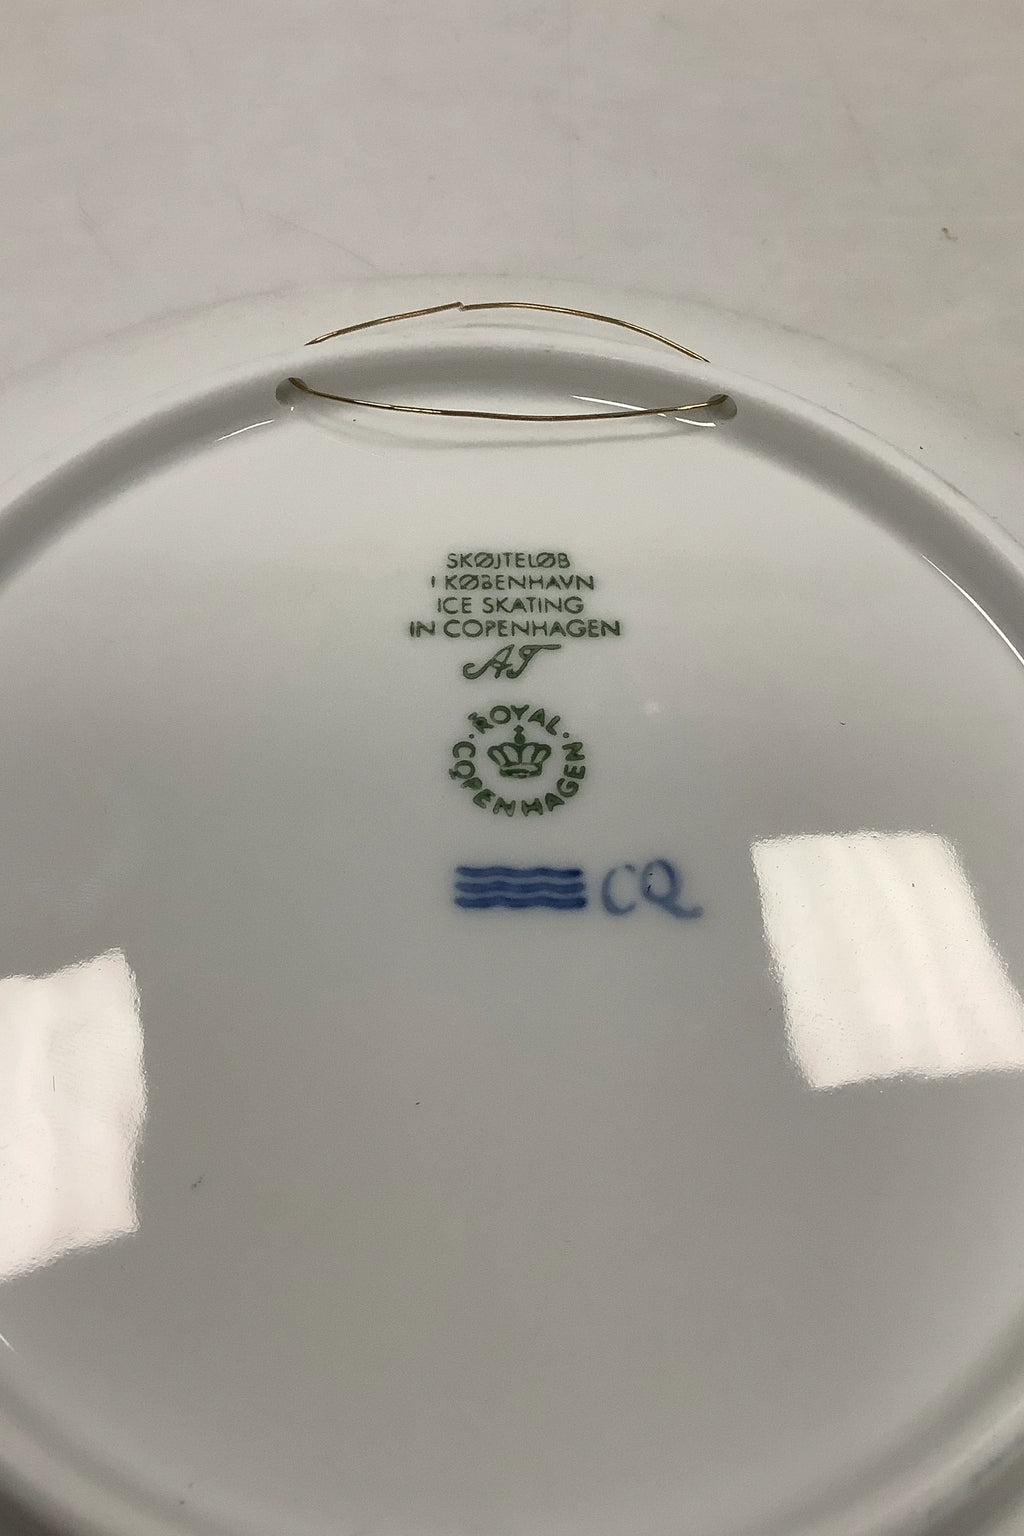 SKØJTELØB
I KØBENHAVN
ICE SKATING
IN COPENHAGEN
AT
ROYAL
COPENHAGEN
CQ